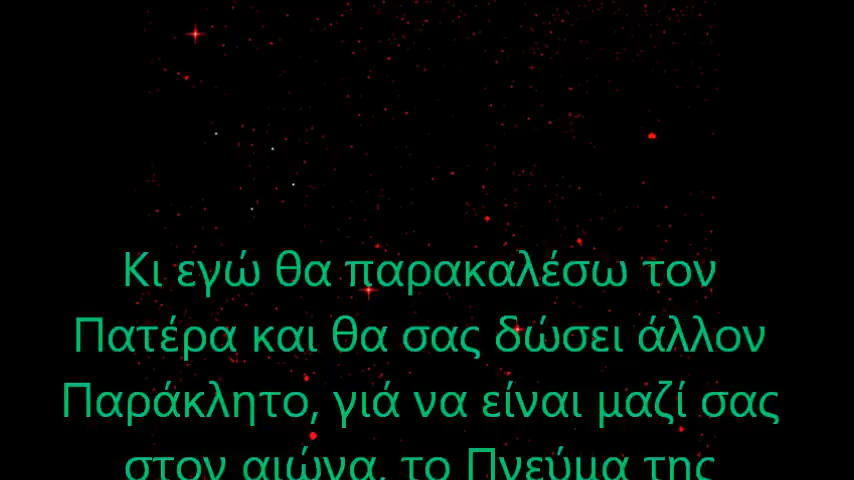 Κι εγώ θα παρακαλέσω τον
Πατέρα και θα σας δώσει άλλον
Παράκλητο, γιά να είναι μαζί σας
στον αιώνα, το Πνεύμα της